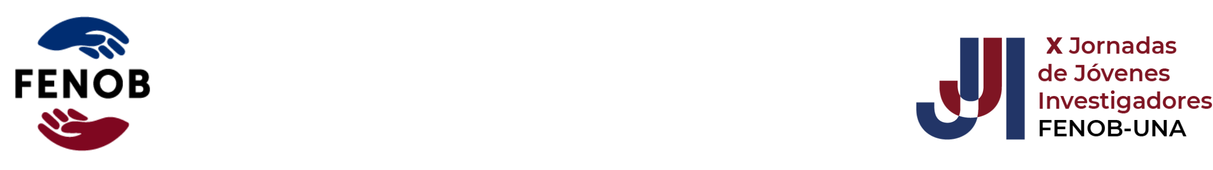 FENOB
X Jornadas
de Jóvenes
Investigadores
FENOB-UNA